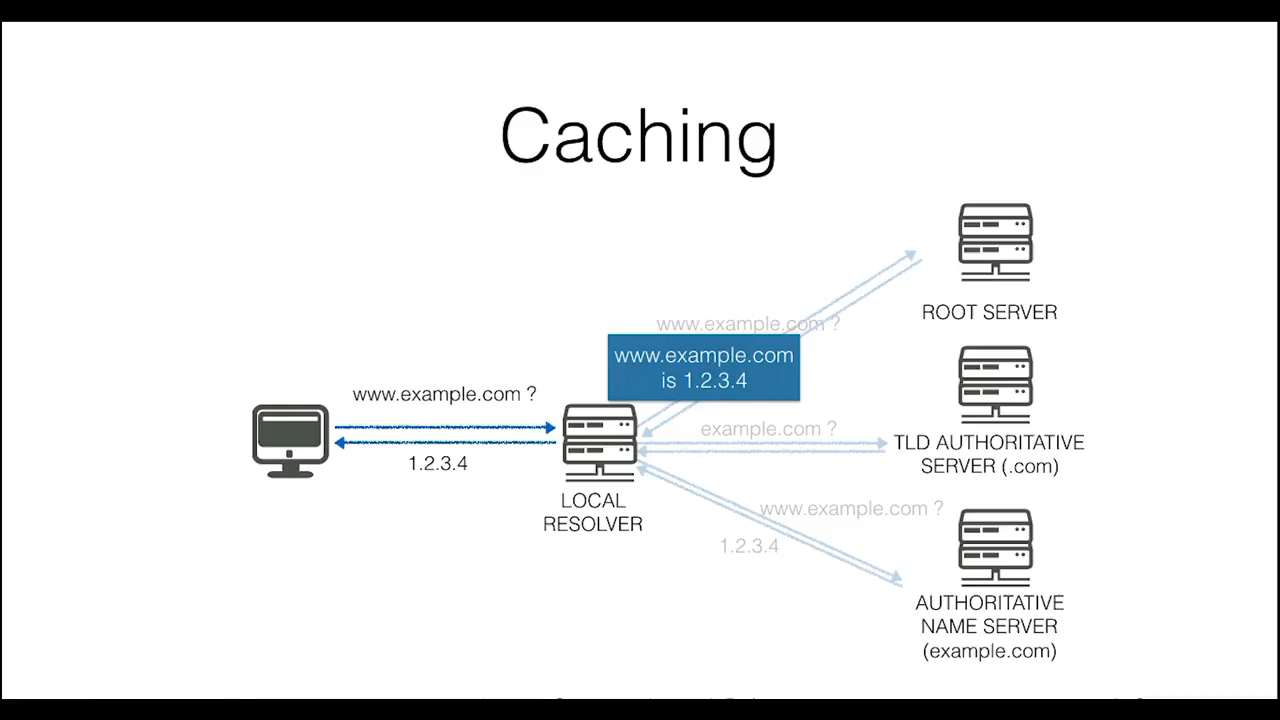 Caching
www.example.com ?
www.example.com
is 1.2.3.4
www.example.com ?
1.2.3.4
LOCAL
RESOLVER
example.com ?
www.example.com ?
1.2.3.4
ROOT SERVER
TLD AUTHORITATIVE
SERVER (.com)
AUTHORITATIVE
NAME SERVER
(example.com)